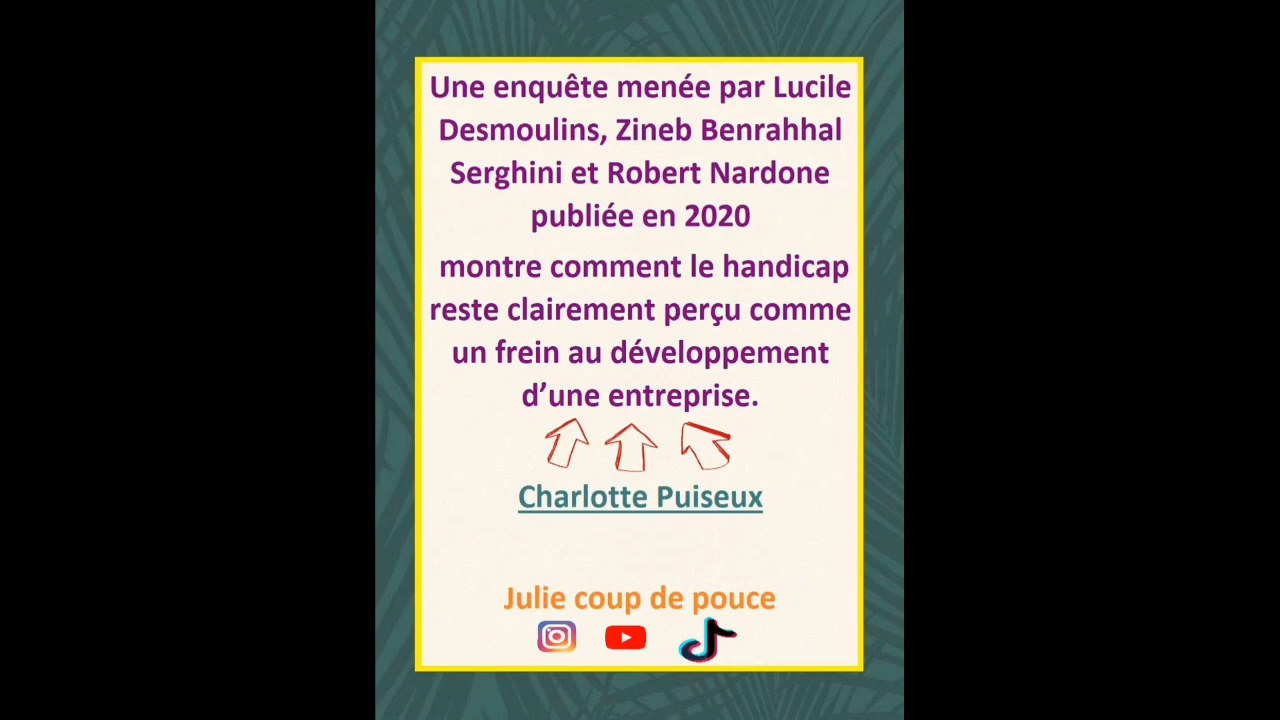 Une enquête menée par Lucile
Desmoulins, Zineb Benrahhal
Serghini et Robert Nardone
publiée en 2020
montre comment le handicap
reste clairement perçu comme
un frein au développement
d’une entreprise.
Charlotte Puiseux
Julie coup de pouce